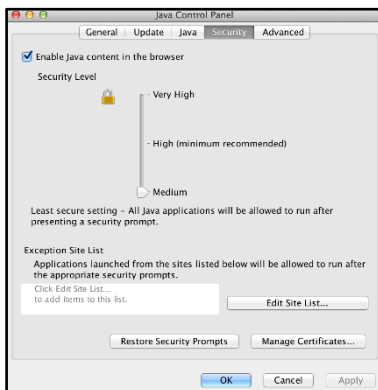 Java Control Panel
General Update Java Security Advanced
Enable Java content in the browser
Security Level
- Very High
- High (minimum recommended)
Medium
Least secure setting – All Java applications will be allowed to run after
presenting a security prompt.
Exception Site List
Applications launched from the sites listed below will be allowed to run after
the appropriate security prompts.
Click Edit Site List...
to add items to this list.
Edit Site List...
Restore Security Prompts Manage Certificates...
OK Cancel Apply